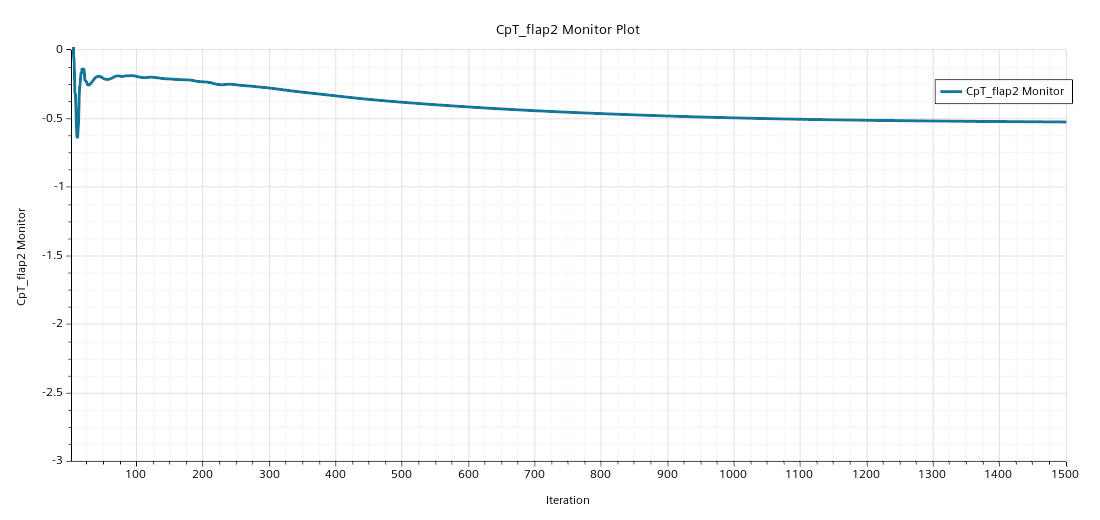 CpT_flap2 Monitor Plot
0
-0.5
-1
-1.5
-2
-2.5
-3
CpT_flap2 Monitor
CpT_flap2 Monitor
100 200 300 400 500 600 700 800 900 1000 1100 1200 1300 1400 1500
Iteration